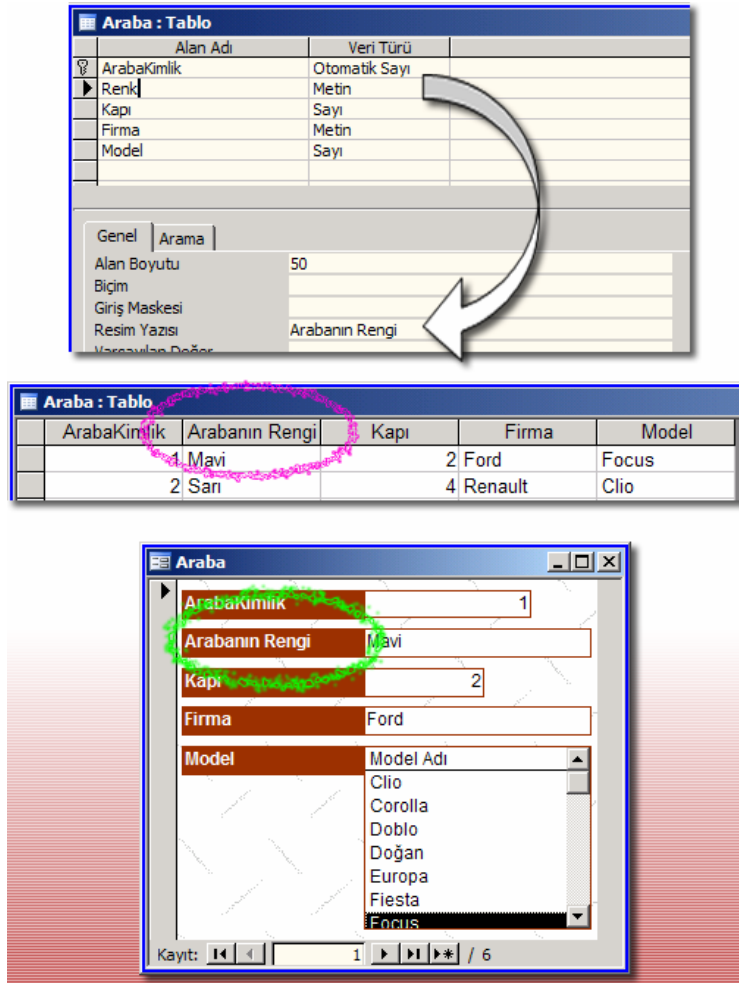 Araba : Tablo
Alan Adı Veri Türü
ArabaKimlik Otomatik Sayı
Renk Metin
Kapı Sayı
Firma Metin
Model Sayı
Genel Arama
Alan Boyutu 50
Biçim
Giriş Maskesi
Resim Yazısı Arabanın Rengi
Varsayılan Değer
Araba : Tablo
ArabaKimlik Arabanın Rengi Kapı Firma Model
1 Mavi 2 Ford Focus
2 Sarı 4 Renault Clio
Araba
ArabaKimlik 1
Arabanın Rengi Mavi
Kapı 2
Firma Ford
Model Model Adı
Clio
Corolla
Doblo
Doğan
Europa
Fiesta
Focus
Kayıt: 1 / 6